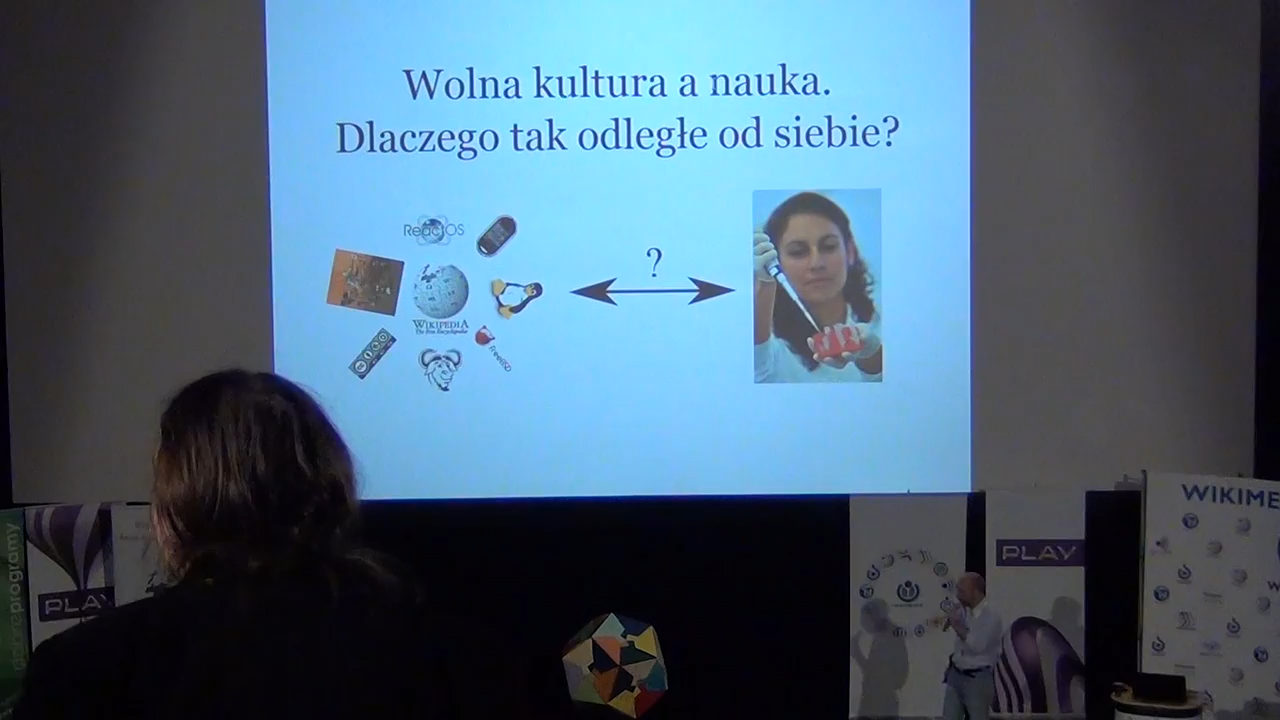 Wolna kultura a nauka.
Dlaczego tak odległe od siebie?
ReactOS
?
WIKIPEDIA
The Free Encyclopedia
FreeBSD
PLAY
PLAY
WIKIME